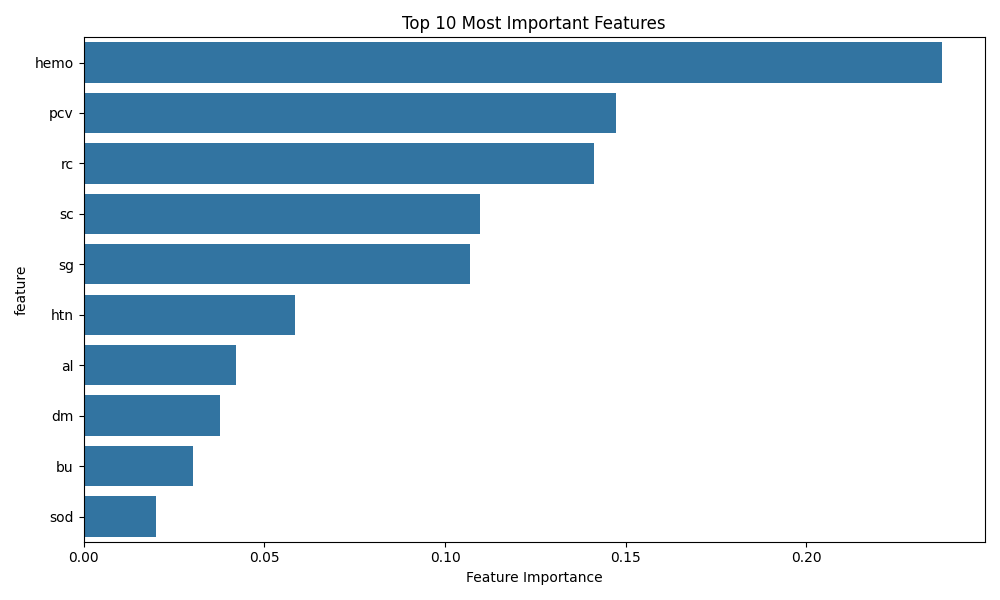 Top 10 Most Important Features
feature
hemo
pcv
rc
sc
sg
htn
al
dm
bu
sod
0.00
0.05
0.10
0.15
0.20
Feature Importance